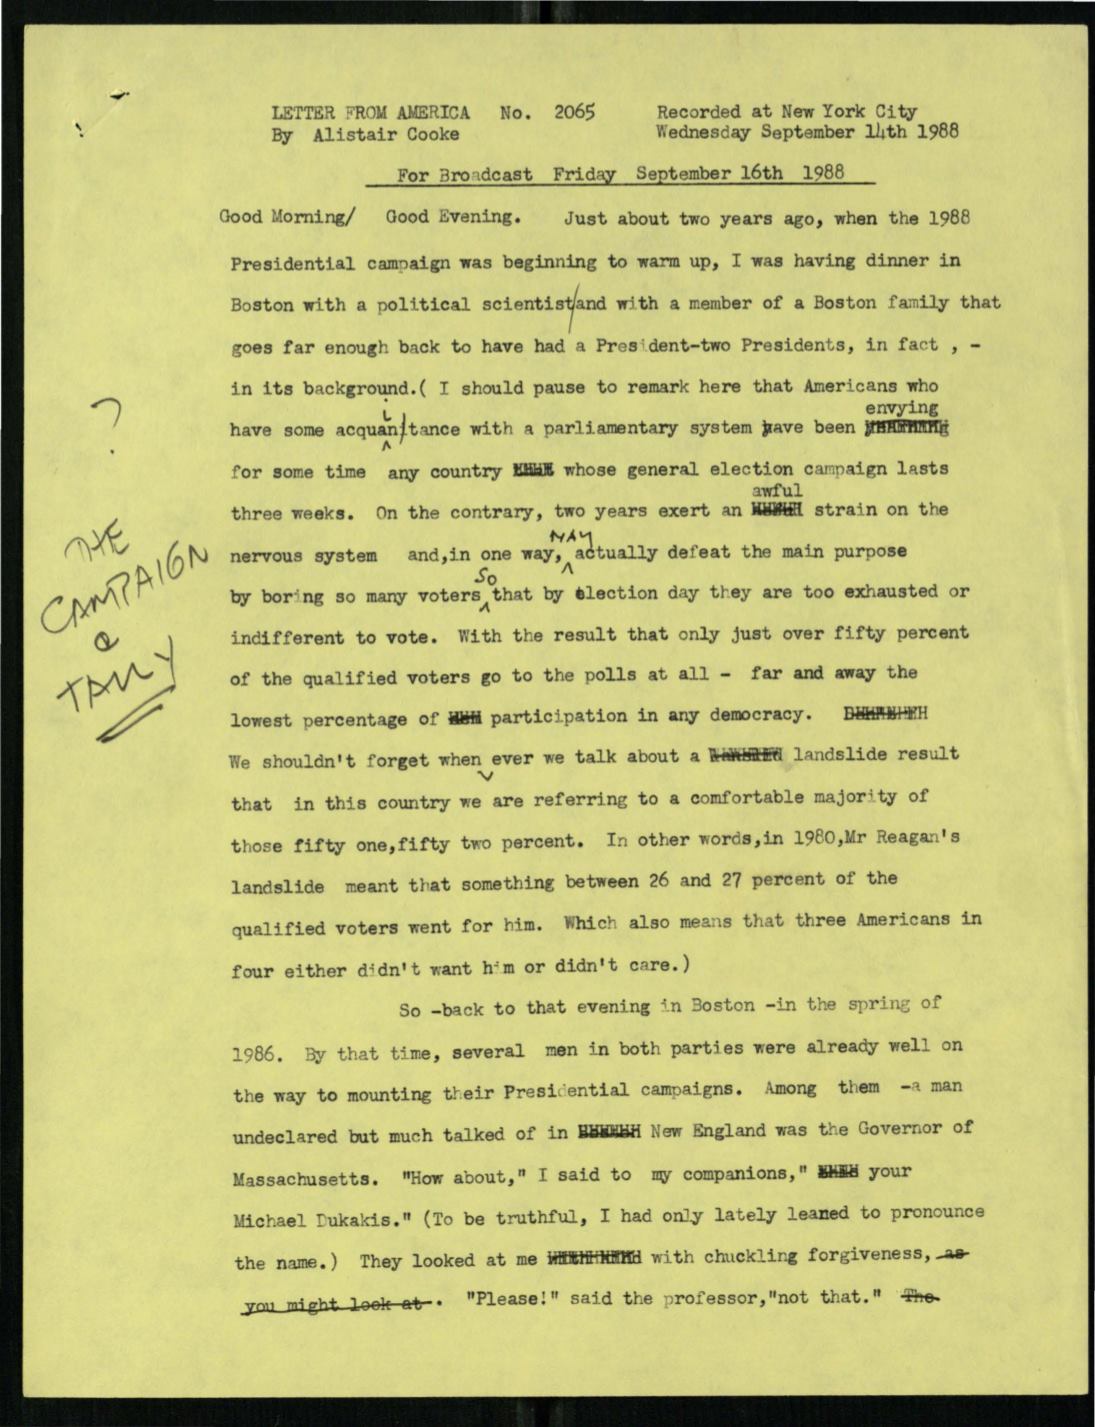 LETTER FROM AMERICA No. 2065 Recorded at New York City
By Alistair Cooke Wednesday September 14th 1988
For Broadcast Friday September 16th 1988
Good Morning/ Good Evening. Just about two years ago, when the 1988
Presidential campaign was beginning to warm up, I was having dinner in
Boston with a political scientist/and with a member of a Boston family that
goes far enough back to have had a President-two Presidents, in fact , -
in its background.( I should pause to remark here that Americans who
envying
have some acquanitance with a parliamentary system have been
for some time any country whose general election campaign lasts
awful
three weeks. On the contrary, two years exert an strain on the
MAY
nervous system and,in one way, actually defeat the main purpose
SO
by boring so many voters that by election day they are too exhausted or
indifferent to vote. With the result that only just over fifty percent
of the qualified voters go to the polls at all - far and away the
lowest percentage of participation in any democracy.
We shouldn't forget when ever we talk about a landslide result
that in this country we are referring to a comfortable majority of
those fifty one,fifty two percent. In other words,in 1980,Mr Reagan's
landslide meant that something between 26 and 27 percent of the
qualified voters went for him. Which also means that three Americans in
four either didn't want him or didn't care.)
So -back to that evening in Boston -in the spring of
1986. By that time, several men in both parties were already well on
the way to mounting their Presidential campaigns. Among them -a man
undeclared but much talked of in New England was the Governor of
Massachusetts. "How about," I said to my companions," your
Michael Dukakis." (To be truthful, I had only lately leaned to pronounce
the name.) They looked at me with chuckling forgiveness, as
you might look at . "Please!" said the professor,"not that." The
?
THE
CAMPAIGN
@
TALLY